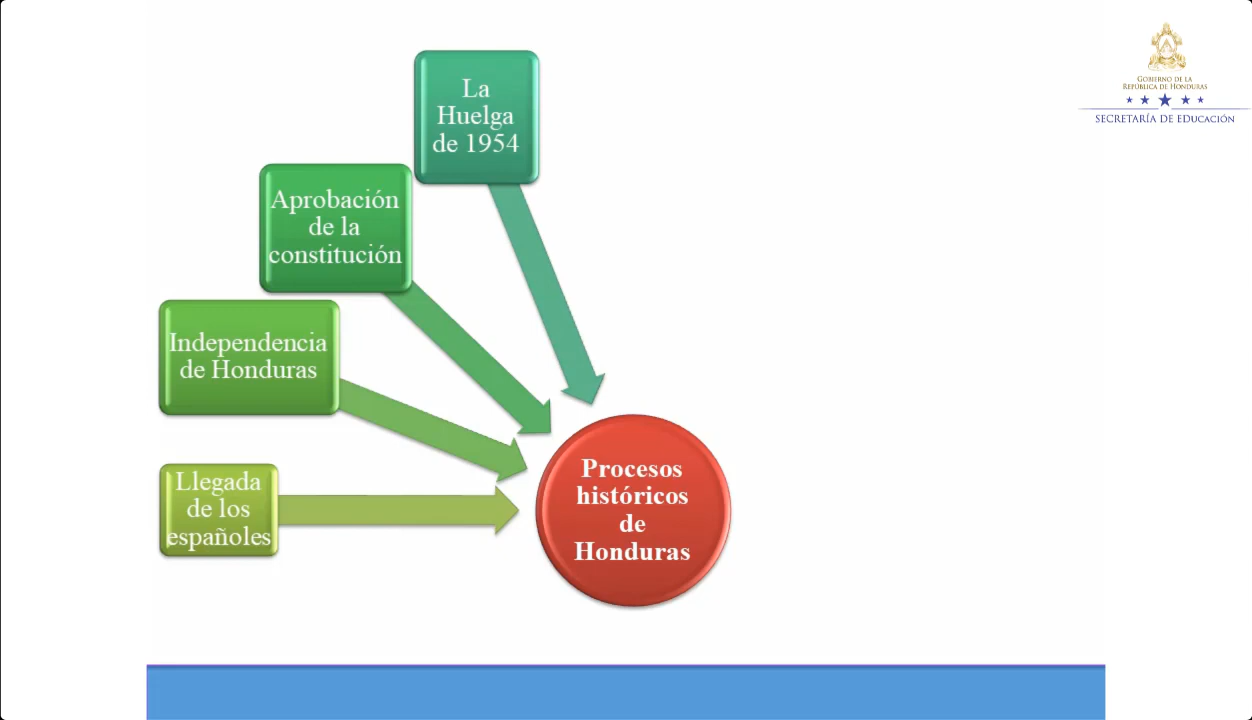 La
Huelga
de 1954
Aprobación
de la
constitución
Independencia
de Honduras
Llegada
de los
españoles
Procesos
históricos
de
Honduras
GOBIERNO DE LA
REPÚBLICA DE HONDURAS
SECRETARÍA DE EDUCACIÓN